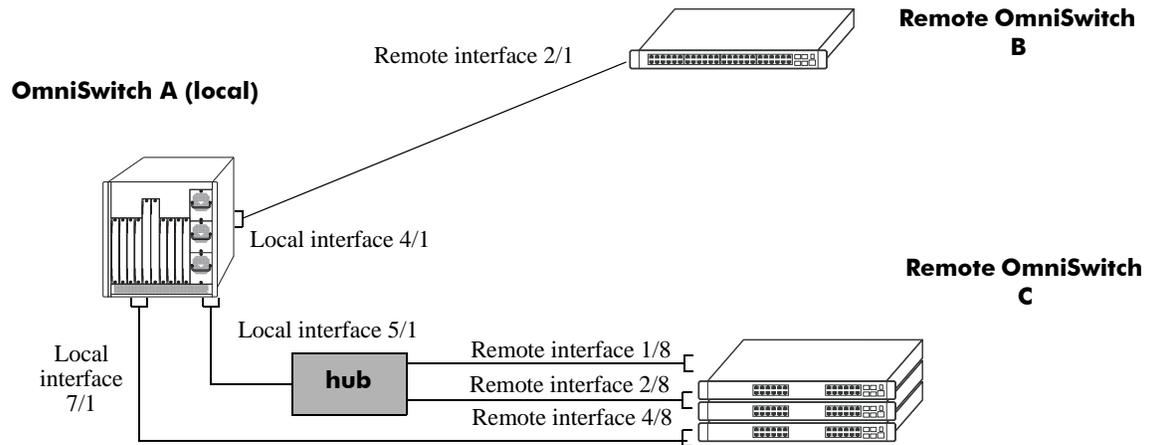 Remote OmniSwitch
B
Remote interface 2/1
OmniSwitch A (local)
Local interface 4/1
Remote OmniSwitch
C
Local interface 5/1
Local
interface
7/1
hub
Remote interface 1/8
Remote interface 2/8
Remote interface 4/8